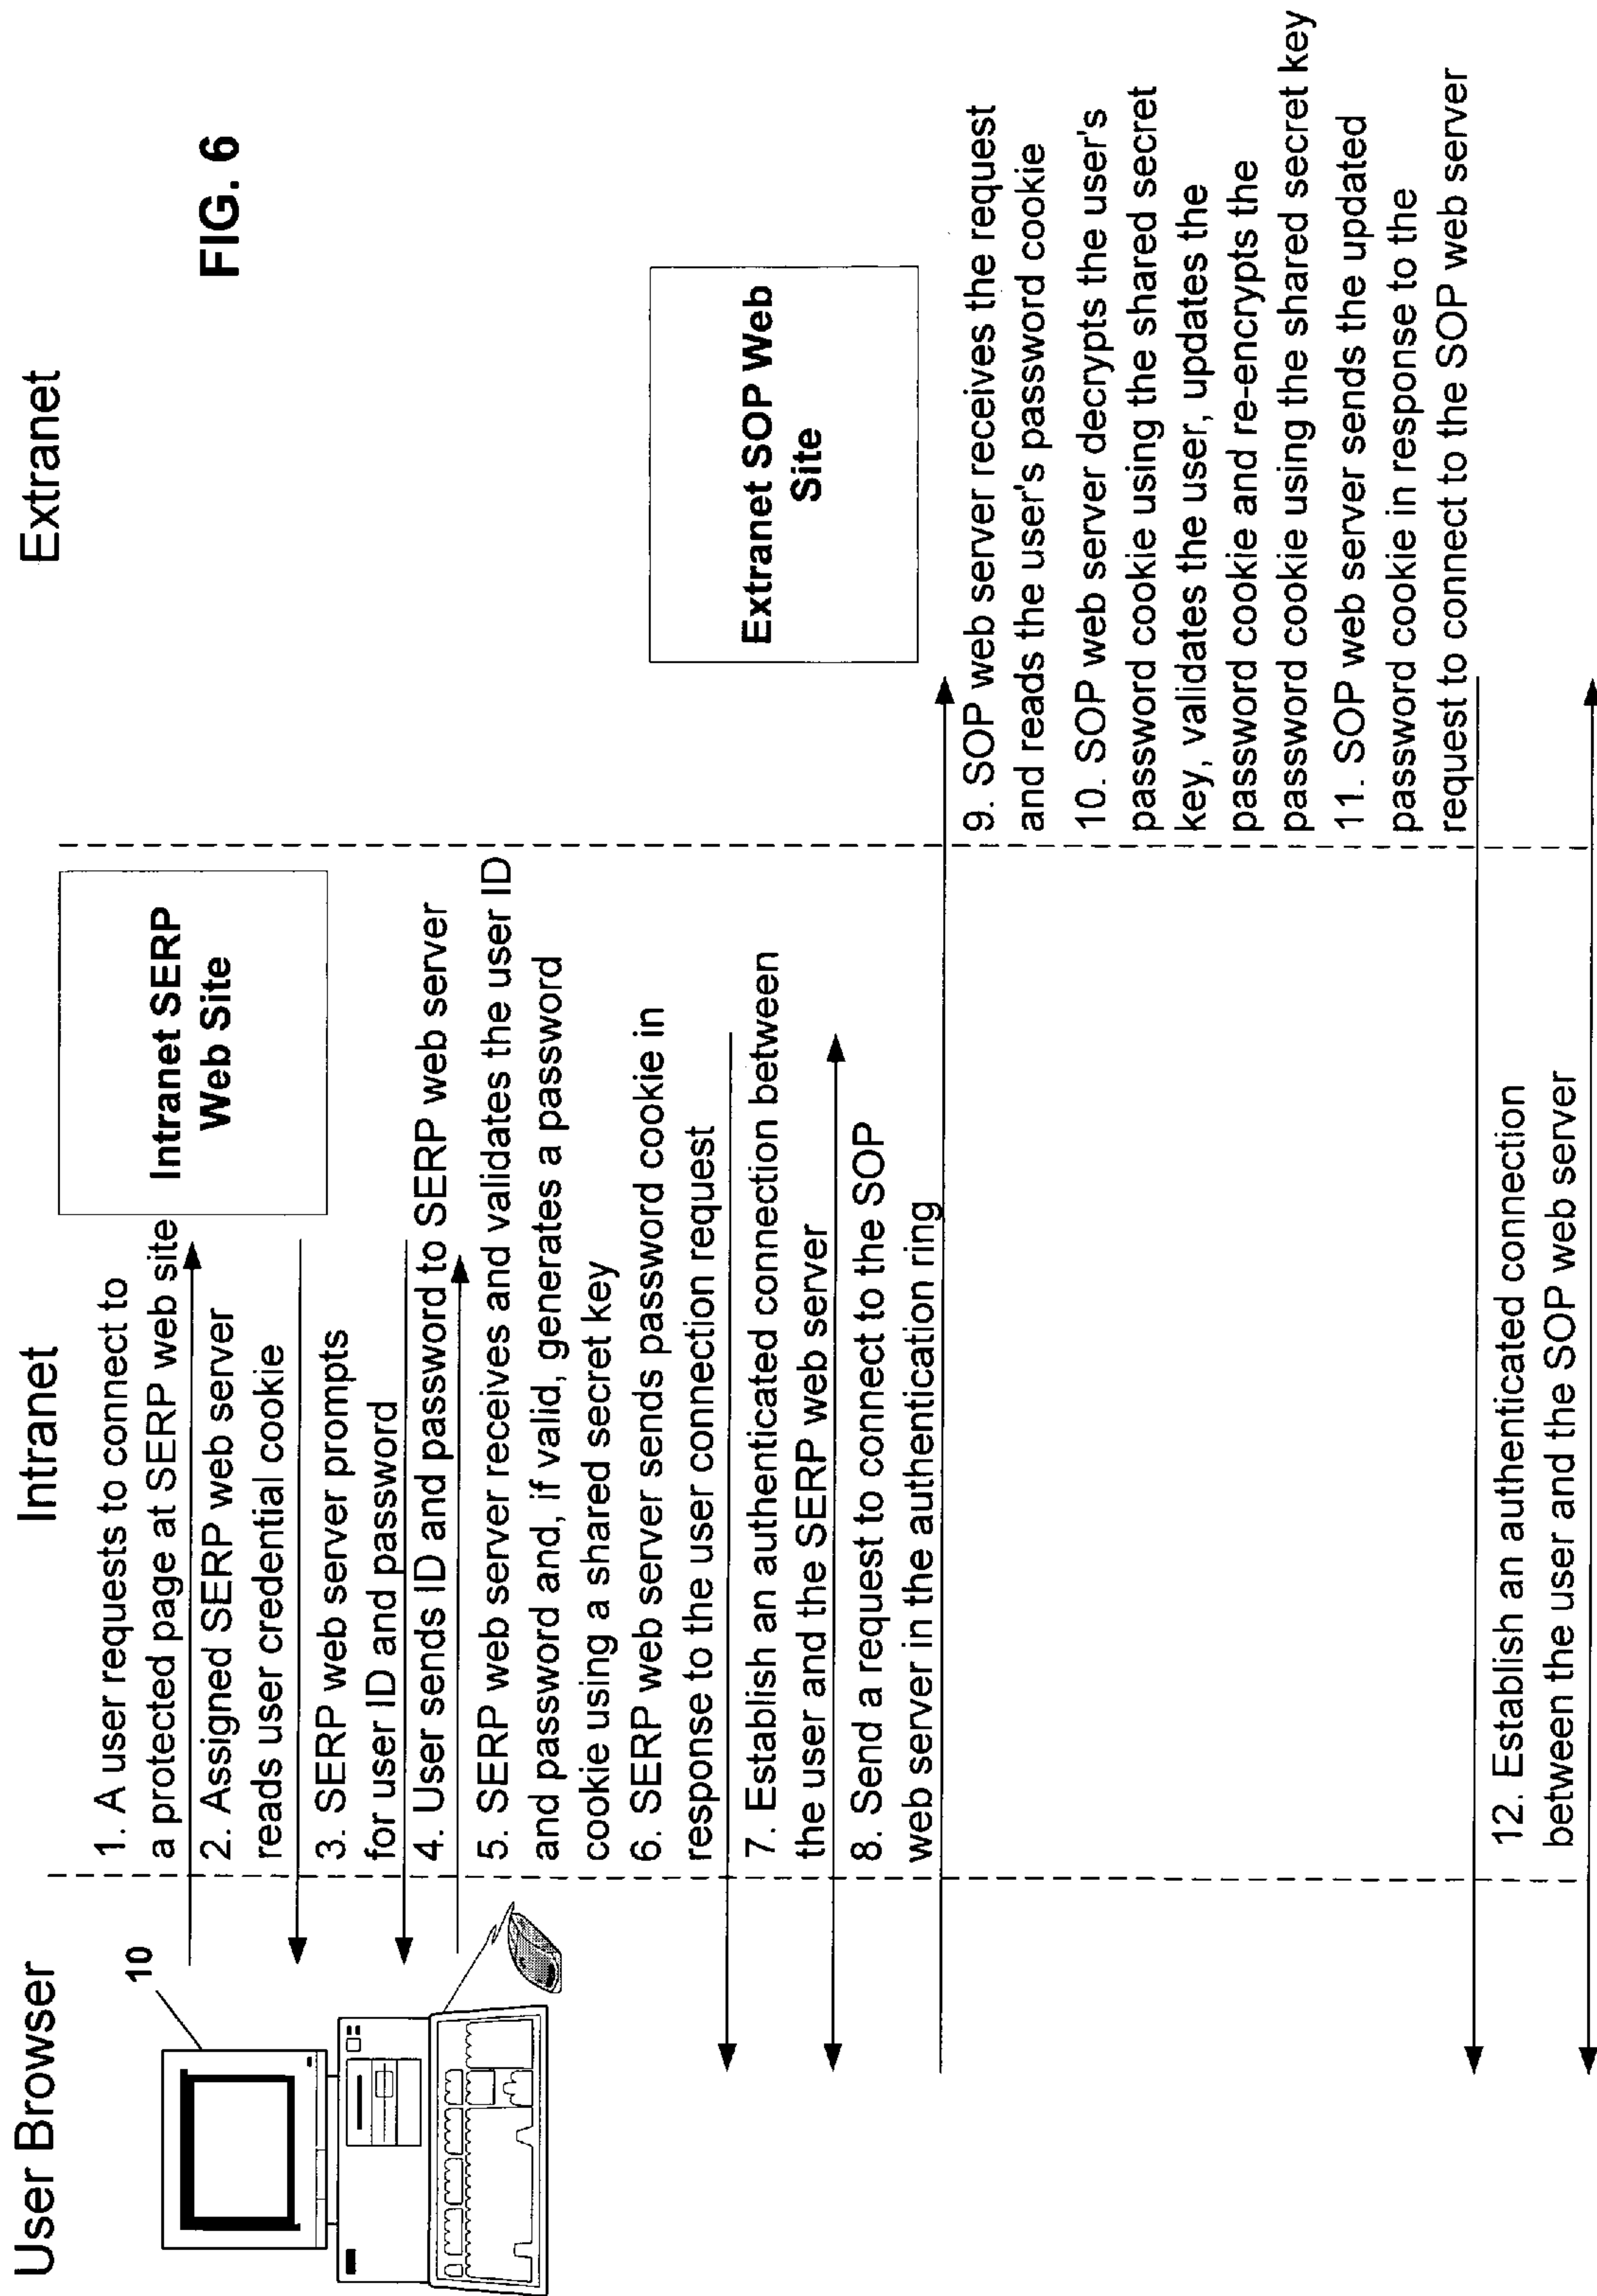 User Browser
Intranet
Extranet
FIG. 6
10
Intranet SERP
Web Site
1. A user requests to connect to
a protected page at SERP web site
2. Assigned SERP web server
reads user credential cookie
3. SERP web server prompts
for user ID and password
4. User sends ID and password to SERP web server
5. SERP web server receives and validates the user ID
and password and, if valid, generates a password
cookie using a shared secret key
6. SERP web server sends password cookie in
response to the user connection request
7. Establish an authenticated connection between
the user and the SERP web server
8. Send a request to connect to the SOP
web server in the authentication ring
Extranet SOP Web
Site
9. SOP web server receives the request
and reads the user's password cookie
10. SOP web server decrypts the user's
password cookie using the shared secret
key, validates the user, updates the
password cookie and re-encrypts the
password cookie using the shared secret key
11. SOP web server sends the updated
password cookie in response to the
request to connect to the SOP web server
12. Establish an authenticated connection
between the user and the SOP web server